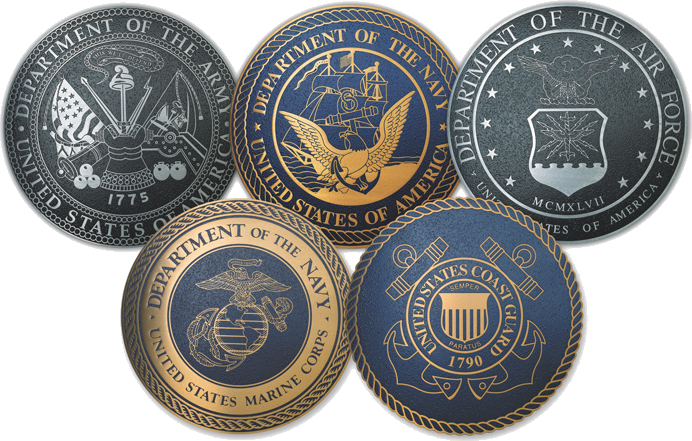 DEPARTMENT OF THE ARMY
1775
UNITED STATES OF AMERICA
DEPARTMENT OF THE NAVY
UNITED STATES OF AMERICA
DEPARTMENT OF THE AIR FORCE
MCMXLVII
UNITED STATES OF AMERICA
DEPARTMENT OF THE NAVY
UNITED STATES MARINE CORPS
UNITED STATES COAST GUARD
SEMPER
PARATUS
1790